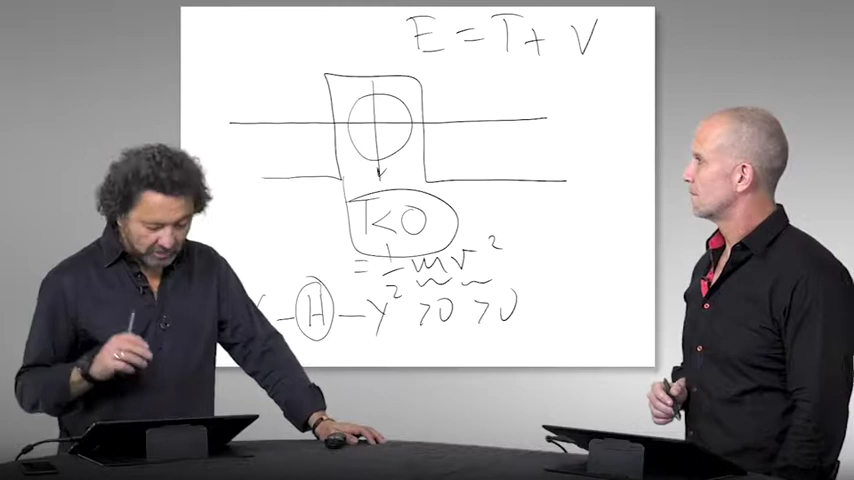 E = T + V
T < 0
= 1/2 mv²
- H - y² >0 >0